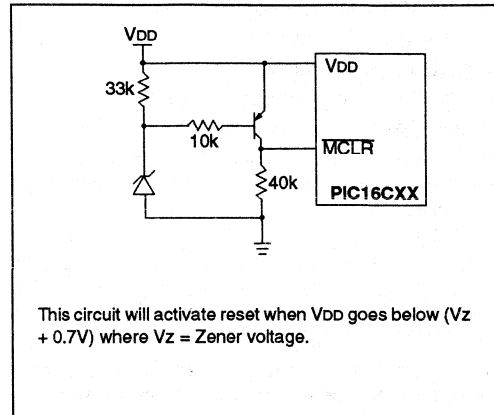 VDD
33k
VDD
10k
MCLR
40k
PIC16CXX
This circuit will activate reset when VDD goes below (Vz
+ 0.7V) where Vz = Zener voltage.